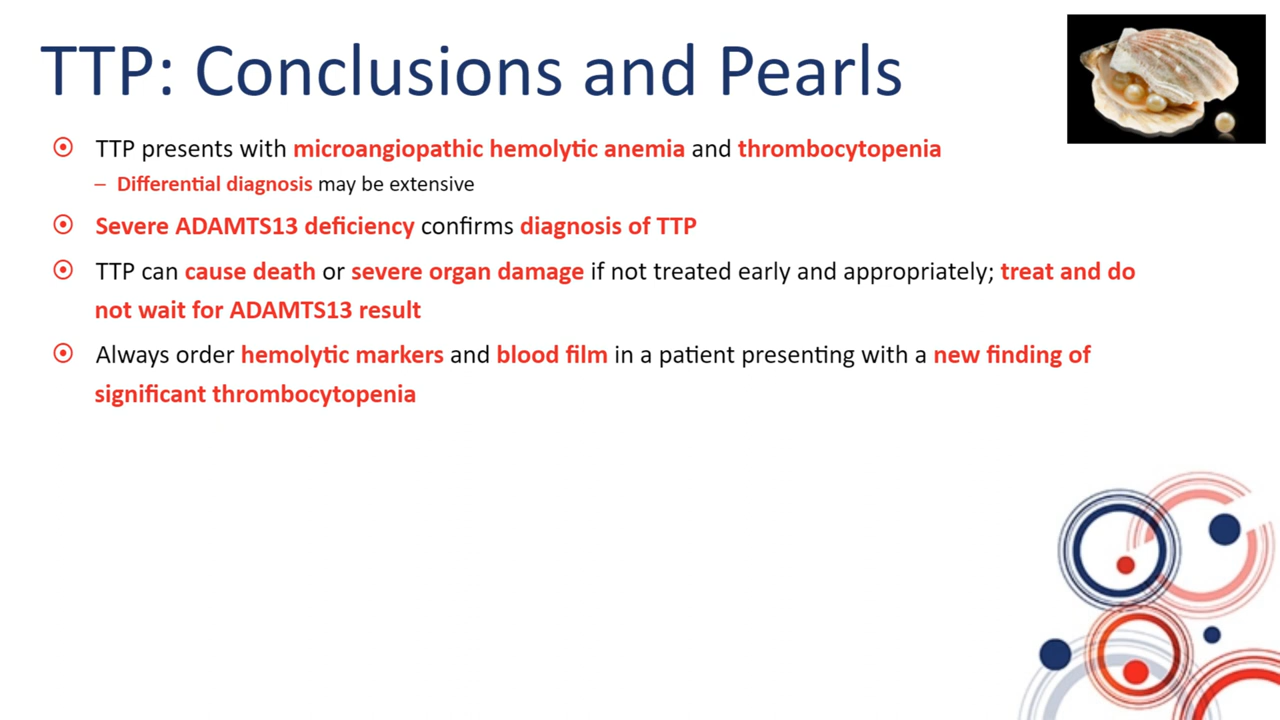 TTP: Conclusions and Pearls
TTP presents with microangiopathic hemolytic anemia and thrombocytopenia
– Differential diagnosis may be extensive
Severe ADAMTS13 deficiency confirms diagnosis of TTP
TTP can cause death or severe organ damage if not treated early and appropriately; treat and do
not wait for ADAMTS13 result
Always order hemolytic markers and blood film in a patient presenting with a new finding of
significant thrombocytopenia